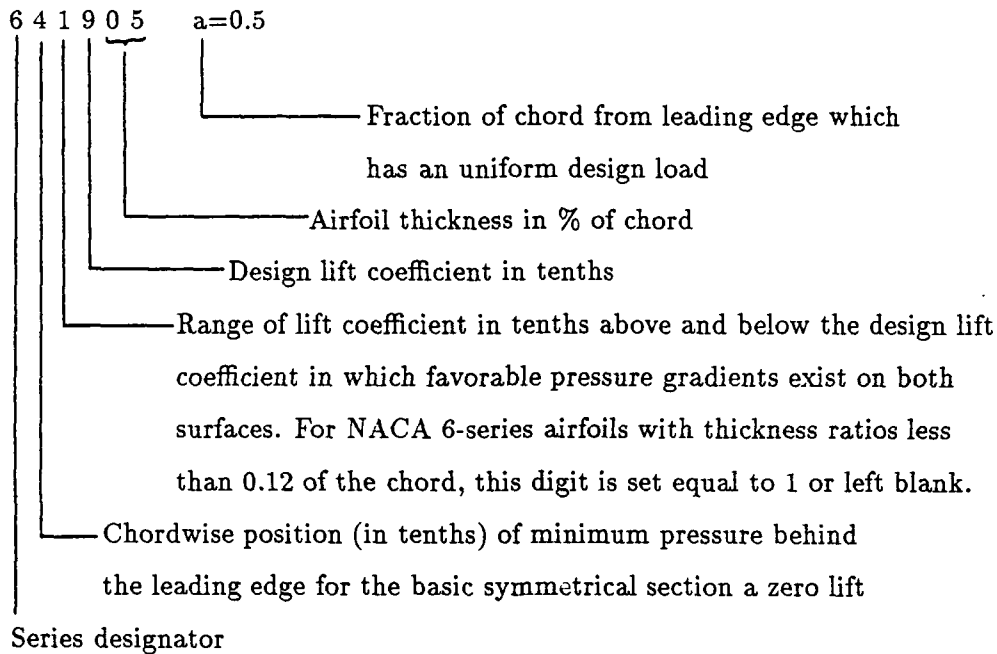 6 4 1 9 0 5 a=0.5
Fraction of chord from leading edge which
has an uniform design load
Airfoil thickness in % of chord
Design lift coefficient in tenths
Range of lift coefficient in tenths above and below the design lift
coefficient in which favorable pressure gradients exist on both
surfaces. For NACA 6-series airfoils with thickness ratios less
than 0.12 of the chord, this digit is set equal to 1 or left blank.
Chordwise position (in tenths) of minimum pressure behind
the leading edge for the basic symmetrical section a zero lift
Series designator